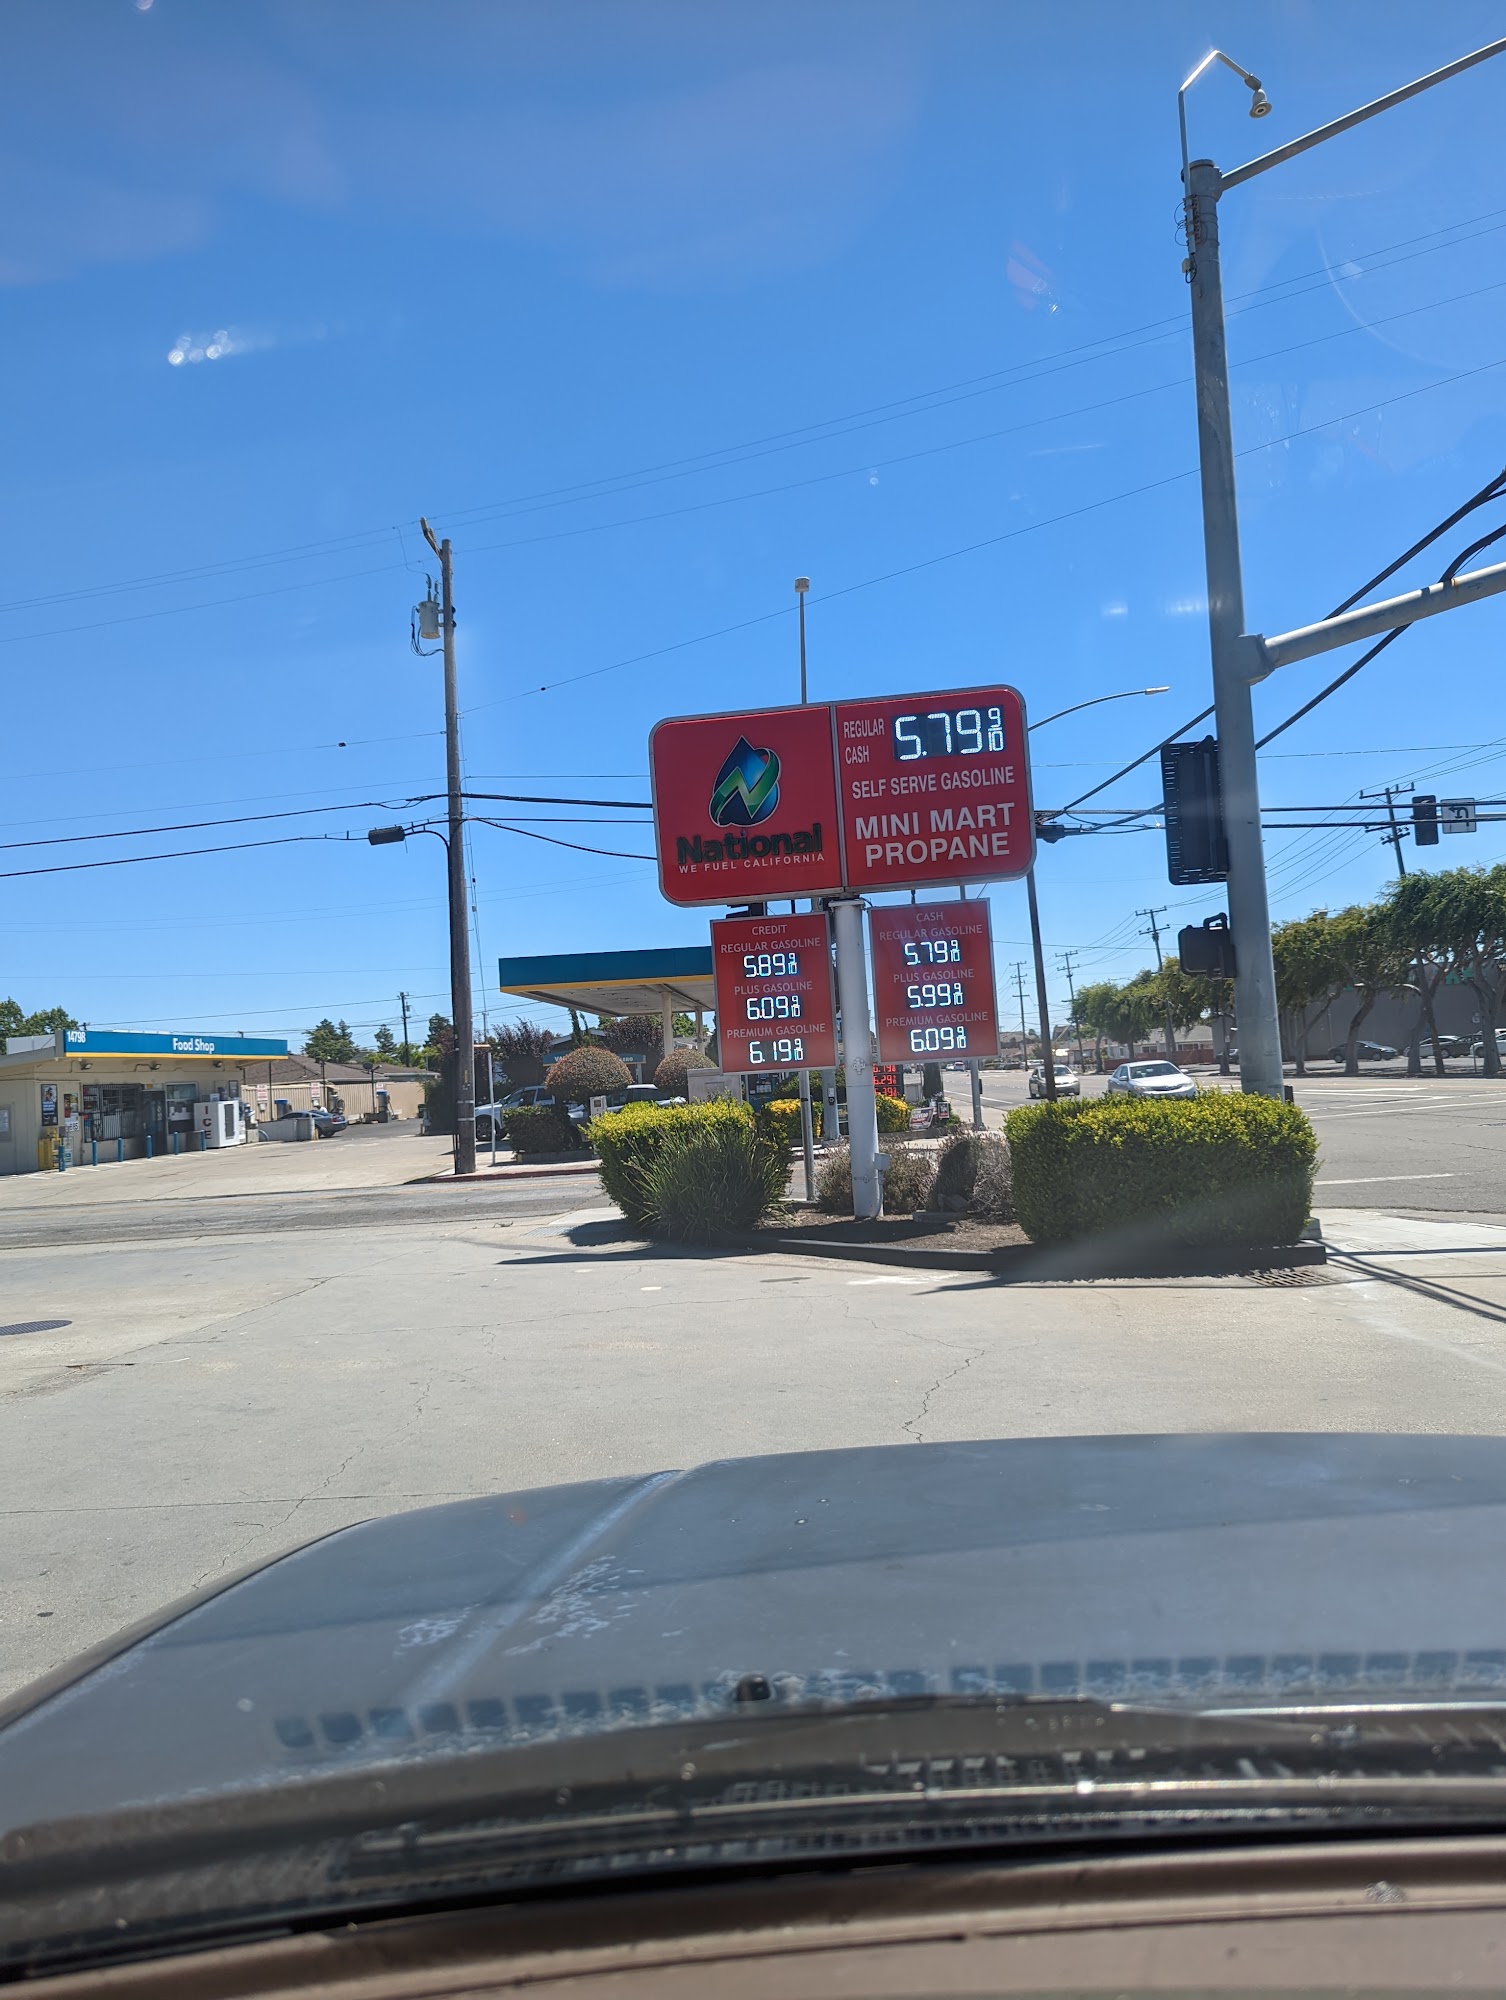 REGULAR
CASH
5.79 9/10
SELF SERVE GASOLINE
MINI MART
PROPANE
National
WE FUEL CALIFORNIA
CREDIT
REGULAR GASOLINE
5.89 9/10
PLUS GASOLINE
6.09 9/10
PREMIUM GASOLINE
6.19 9/10
CASH
REGULAR GASOLINE
5.79 9/10
PLUS GASOLINE
5.99 9/10
PREMIUM GASOLINE
6.09 9/10
14798
Food Shop
ICE